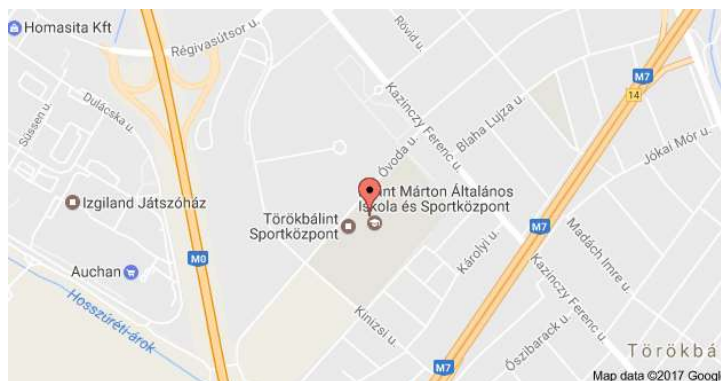 Homasita Kft
Régivasútsor u.
Rövid u.
M7
14
Süssen u.
Dulácska u.
Kazinczy Ferenc u.
Blaha Lujza u.
Jókai Mór u.
Óvoda u.
Izgiland Játszóház
int Márton Általános
Iskola és Sportközpont
Törökbálint
Sportközpont
M7
Károlyi u.
Madách Imre u.
M0
Auchan
Kazinczy Ferenc u.
Hosszúréti-árok
Kinizsi u.
Őszibarack u.
Törökbá
M7
Map data ©2017 Googl